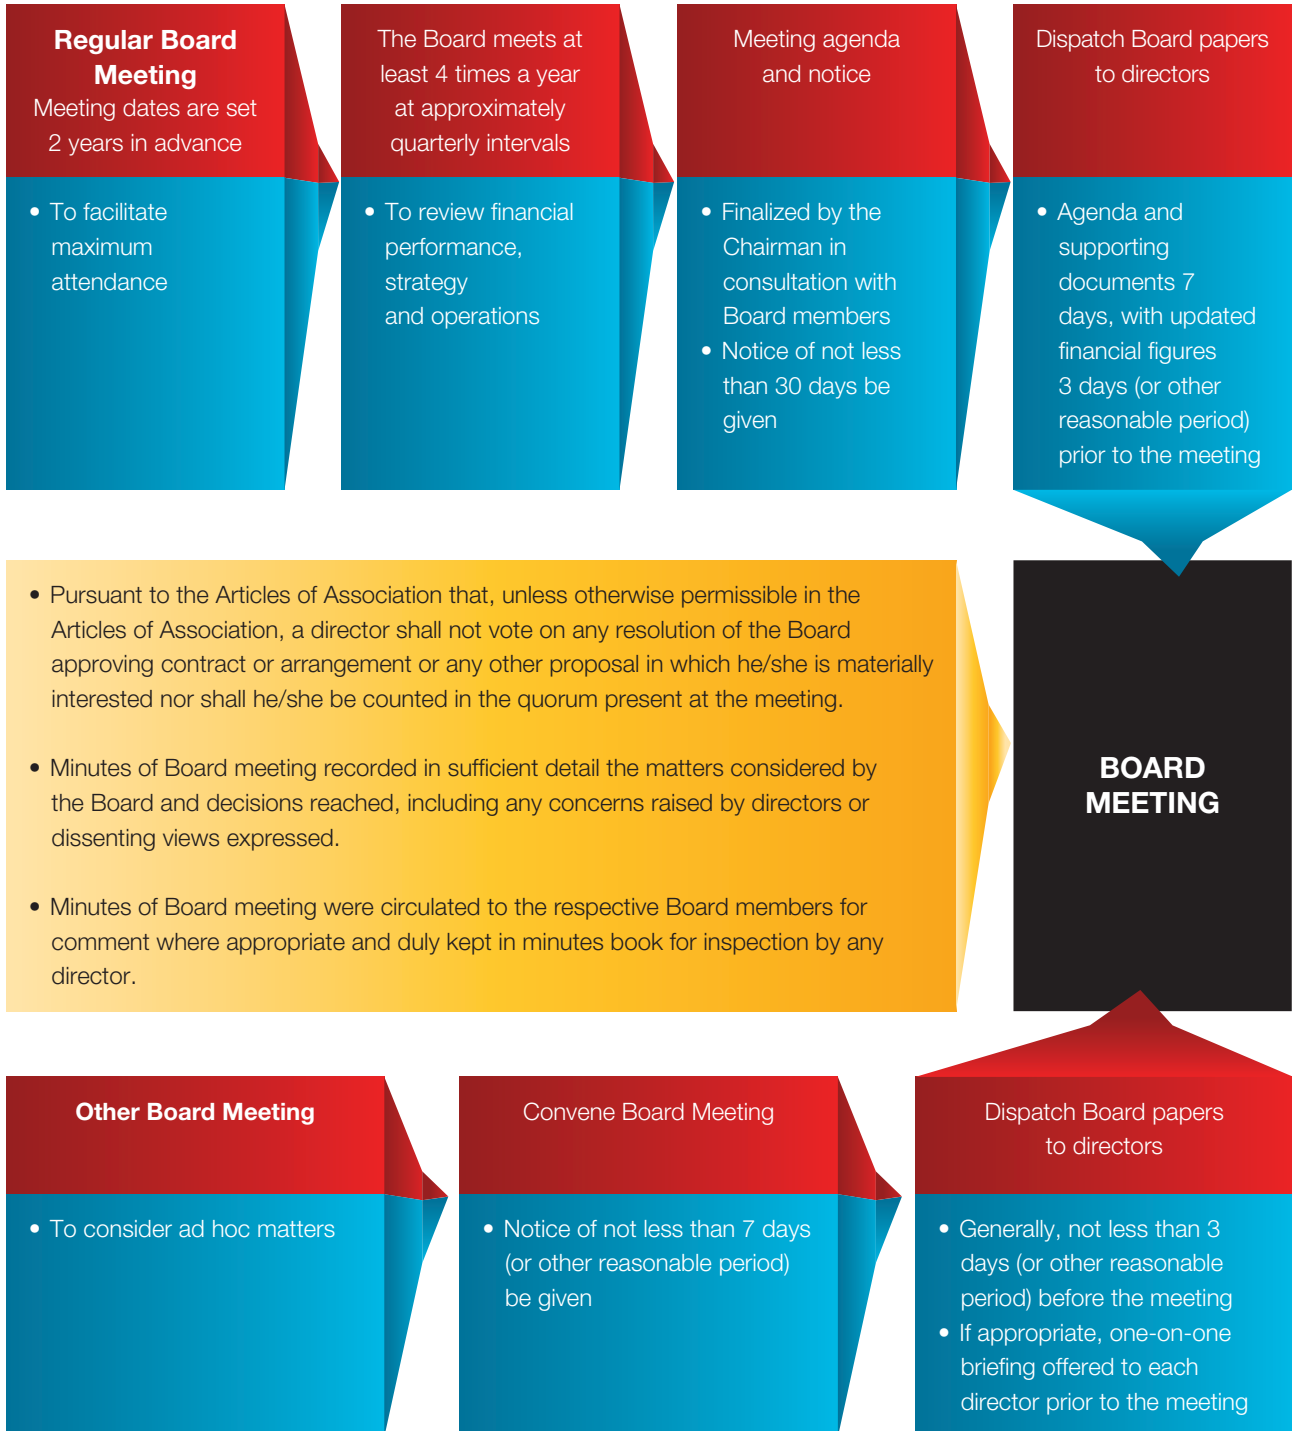 Regular Board
Meeting
Meeting dates are set
2 years in advance
• To facilitate
maximum
attendance
The Board meets at
least 4 times a year
at approximately
quarterly intervals
• To review financial
performance,
strategy
and operations
Meeting agenda
and notice
• Finalized by the
Chairman in
consultation with
Board members
• Notice of not less
than 30 days be
given
Dispatch Board papers
to directors
• Agenda and
supporting
documents 7
days, with updated
financial figures
3 days (or other
reasonable period)
prior to the meeting
• Pursuant to the Articles of Association that, unless otherwise permissible in the
Articles of Association, a director shall not vote on any resolution of the Board
approving contract or arrangement or any other proposal in which he/she is materially
interested nor shall he/she be counted in the quorum present at the meeting.
• Minutes of Board meeting recorded in sufficient detail the matters considered by
the Board and decisions reached, including any concerns raised by directors or
dissenting views expressed.
• Minutes of Board meeting were circulated to the respective Board members for
comment where appropriate and duly kept in minutes book for inspection by any
director.
BOARD
MEETING
Other Board Meeting
• To consider ad hoc matters
Convene Board Meeting
• Notice of not less than 7 days
(or other reasonable period)
be given
Dispatch Board papers
to directors
• Generally, not less than 3
days (or other reasonable
period) before the meeting
• If appropriate, one-on-one
briefing offered to each
director prior to the meeting